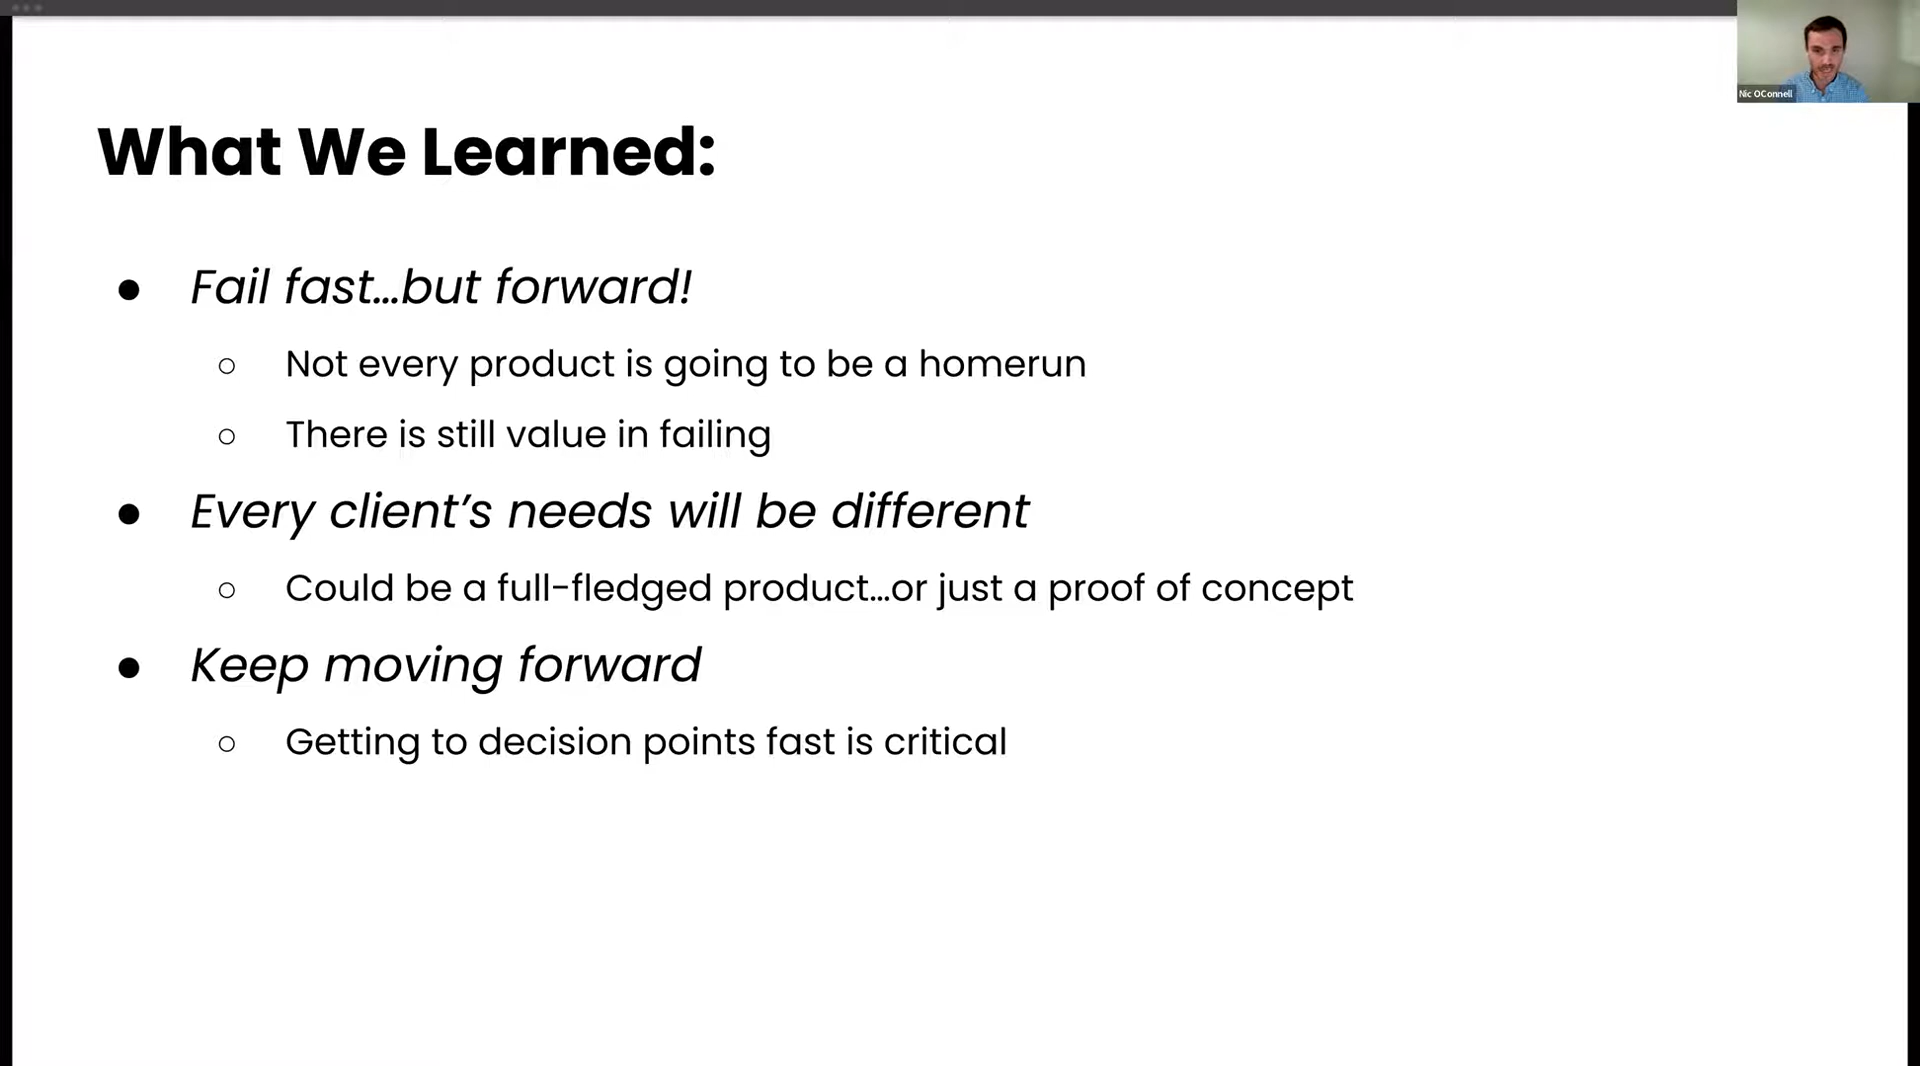 Nic OConnell
What We Learned:
● Fail fast...but forward!
○ Not every product is going to be a homerun
○ There is still value in failing
● Every client’s needs will be different
○ Could be a full-fledged product...or just a proof of concept
● Keep moving forward
○ Getting to decision points fast is critical